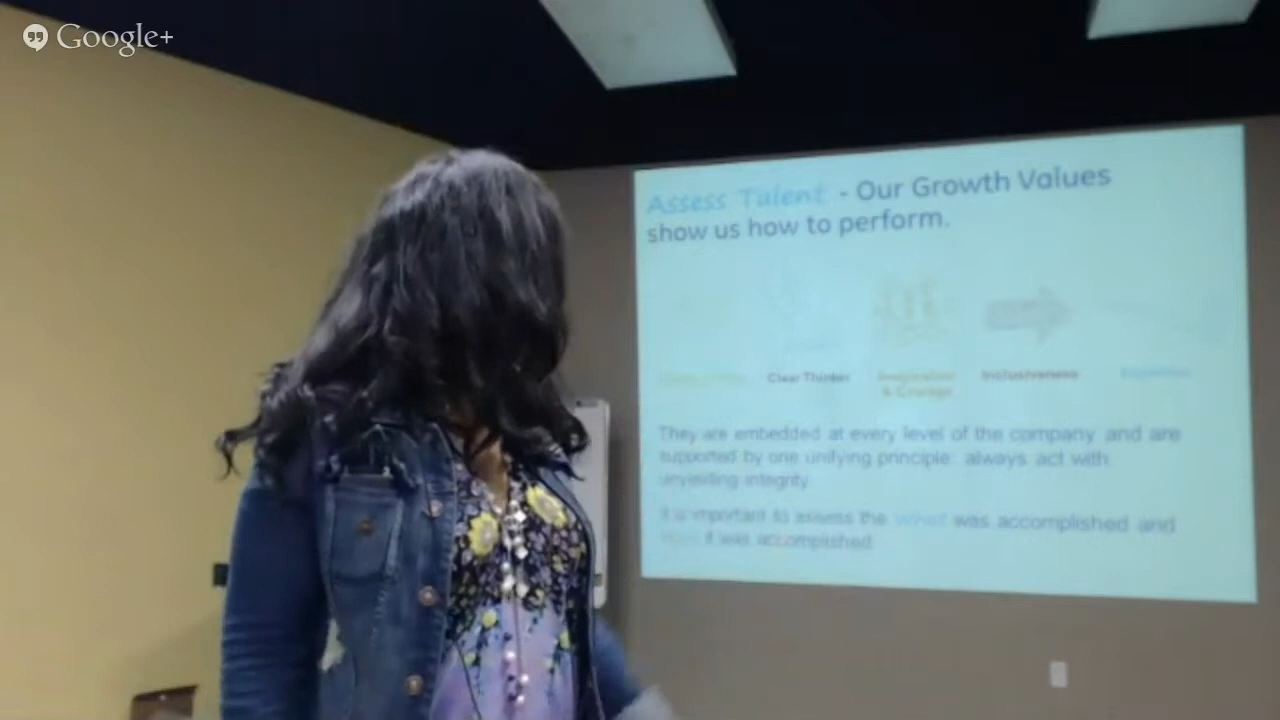 Google+
Assess Talent - Our Growth Values
show us how to perform.
Clear Thinker
Inclusiveness
They are embedded at every level of the company and are
supported by one unifying principle: always act with
unyielding integrity
It is important to assess the what was accomplished and
it was accomplished